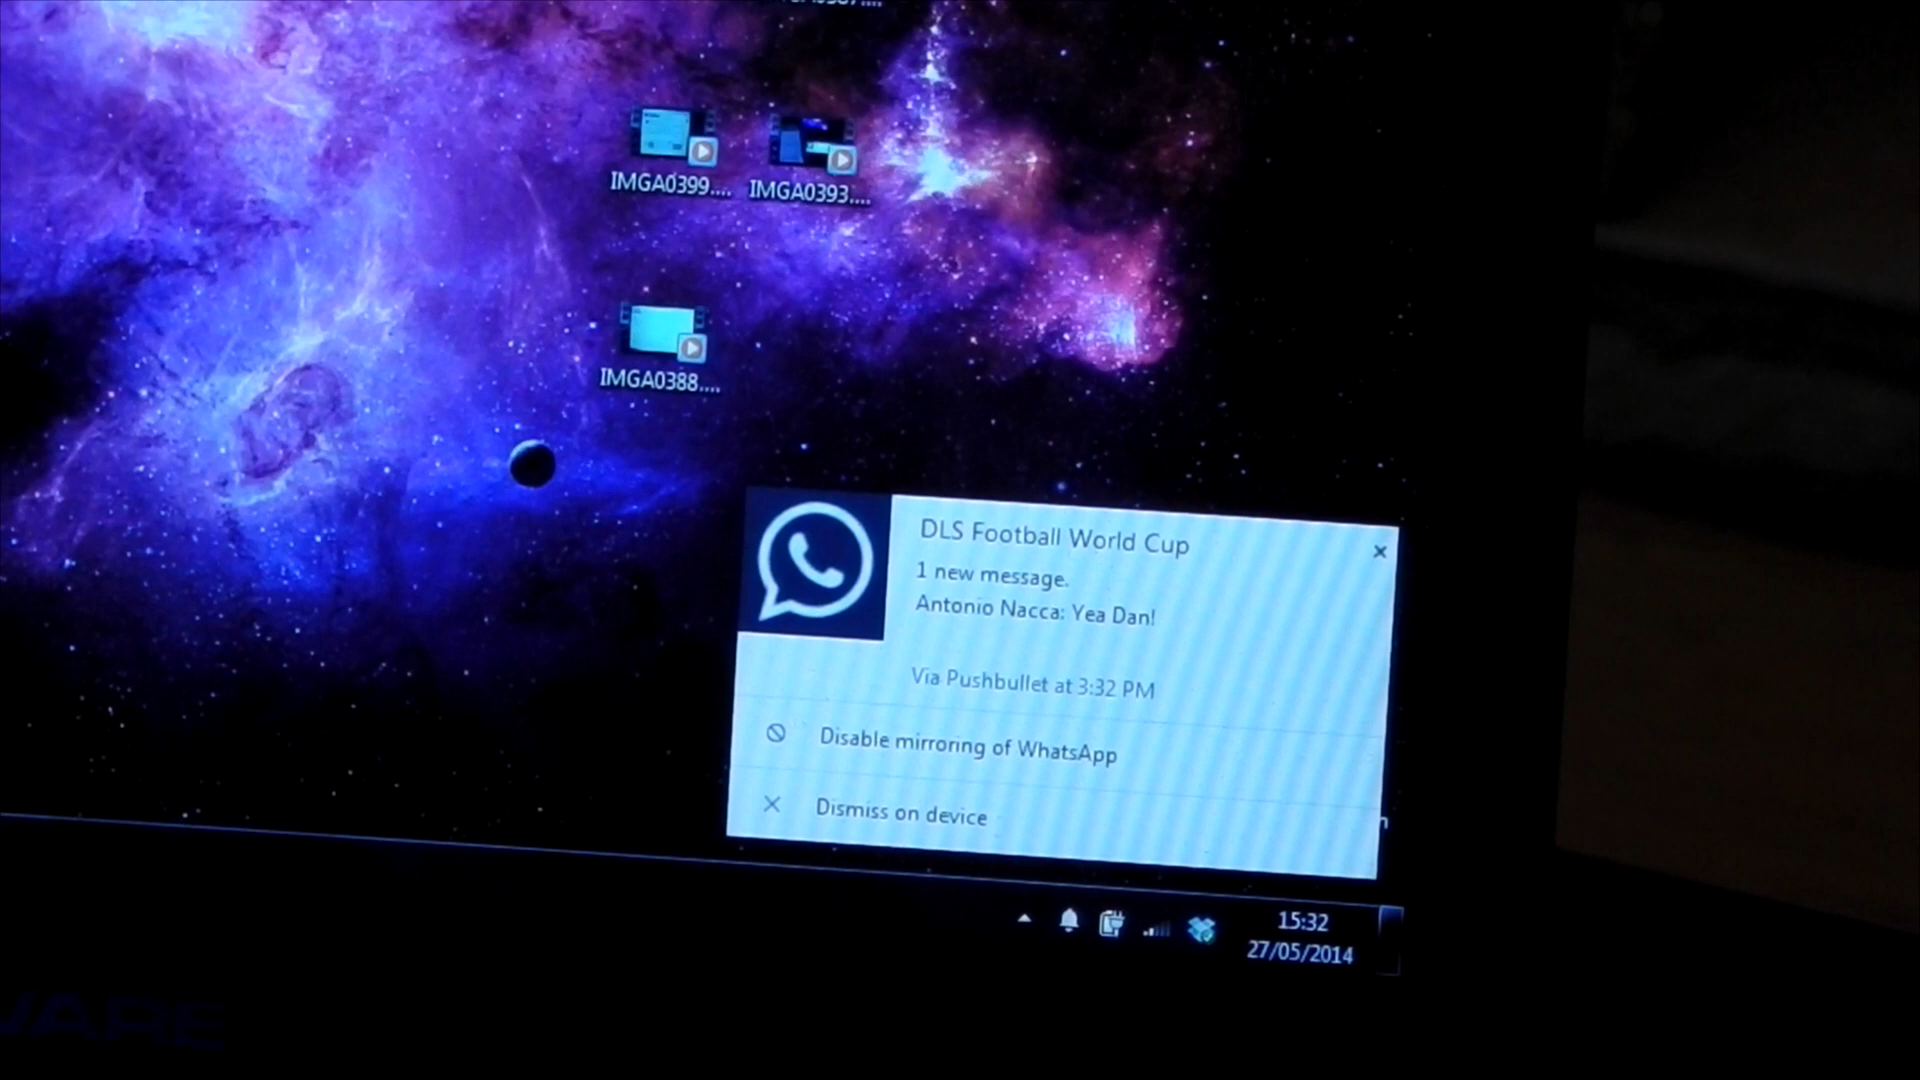 IMGA0399....
IMGA0393....
IMGA0388....
DLS Football World Cup
1 new message.
Antonio Nacca: Yea Dan!
Via Pushbullet at 3:32 PM
Disable mirroring of WhatsApp
Dismiss on device
15:32
27/05/2014